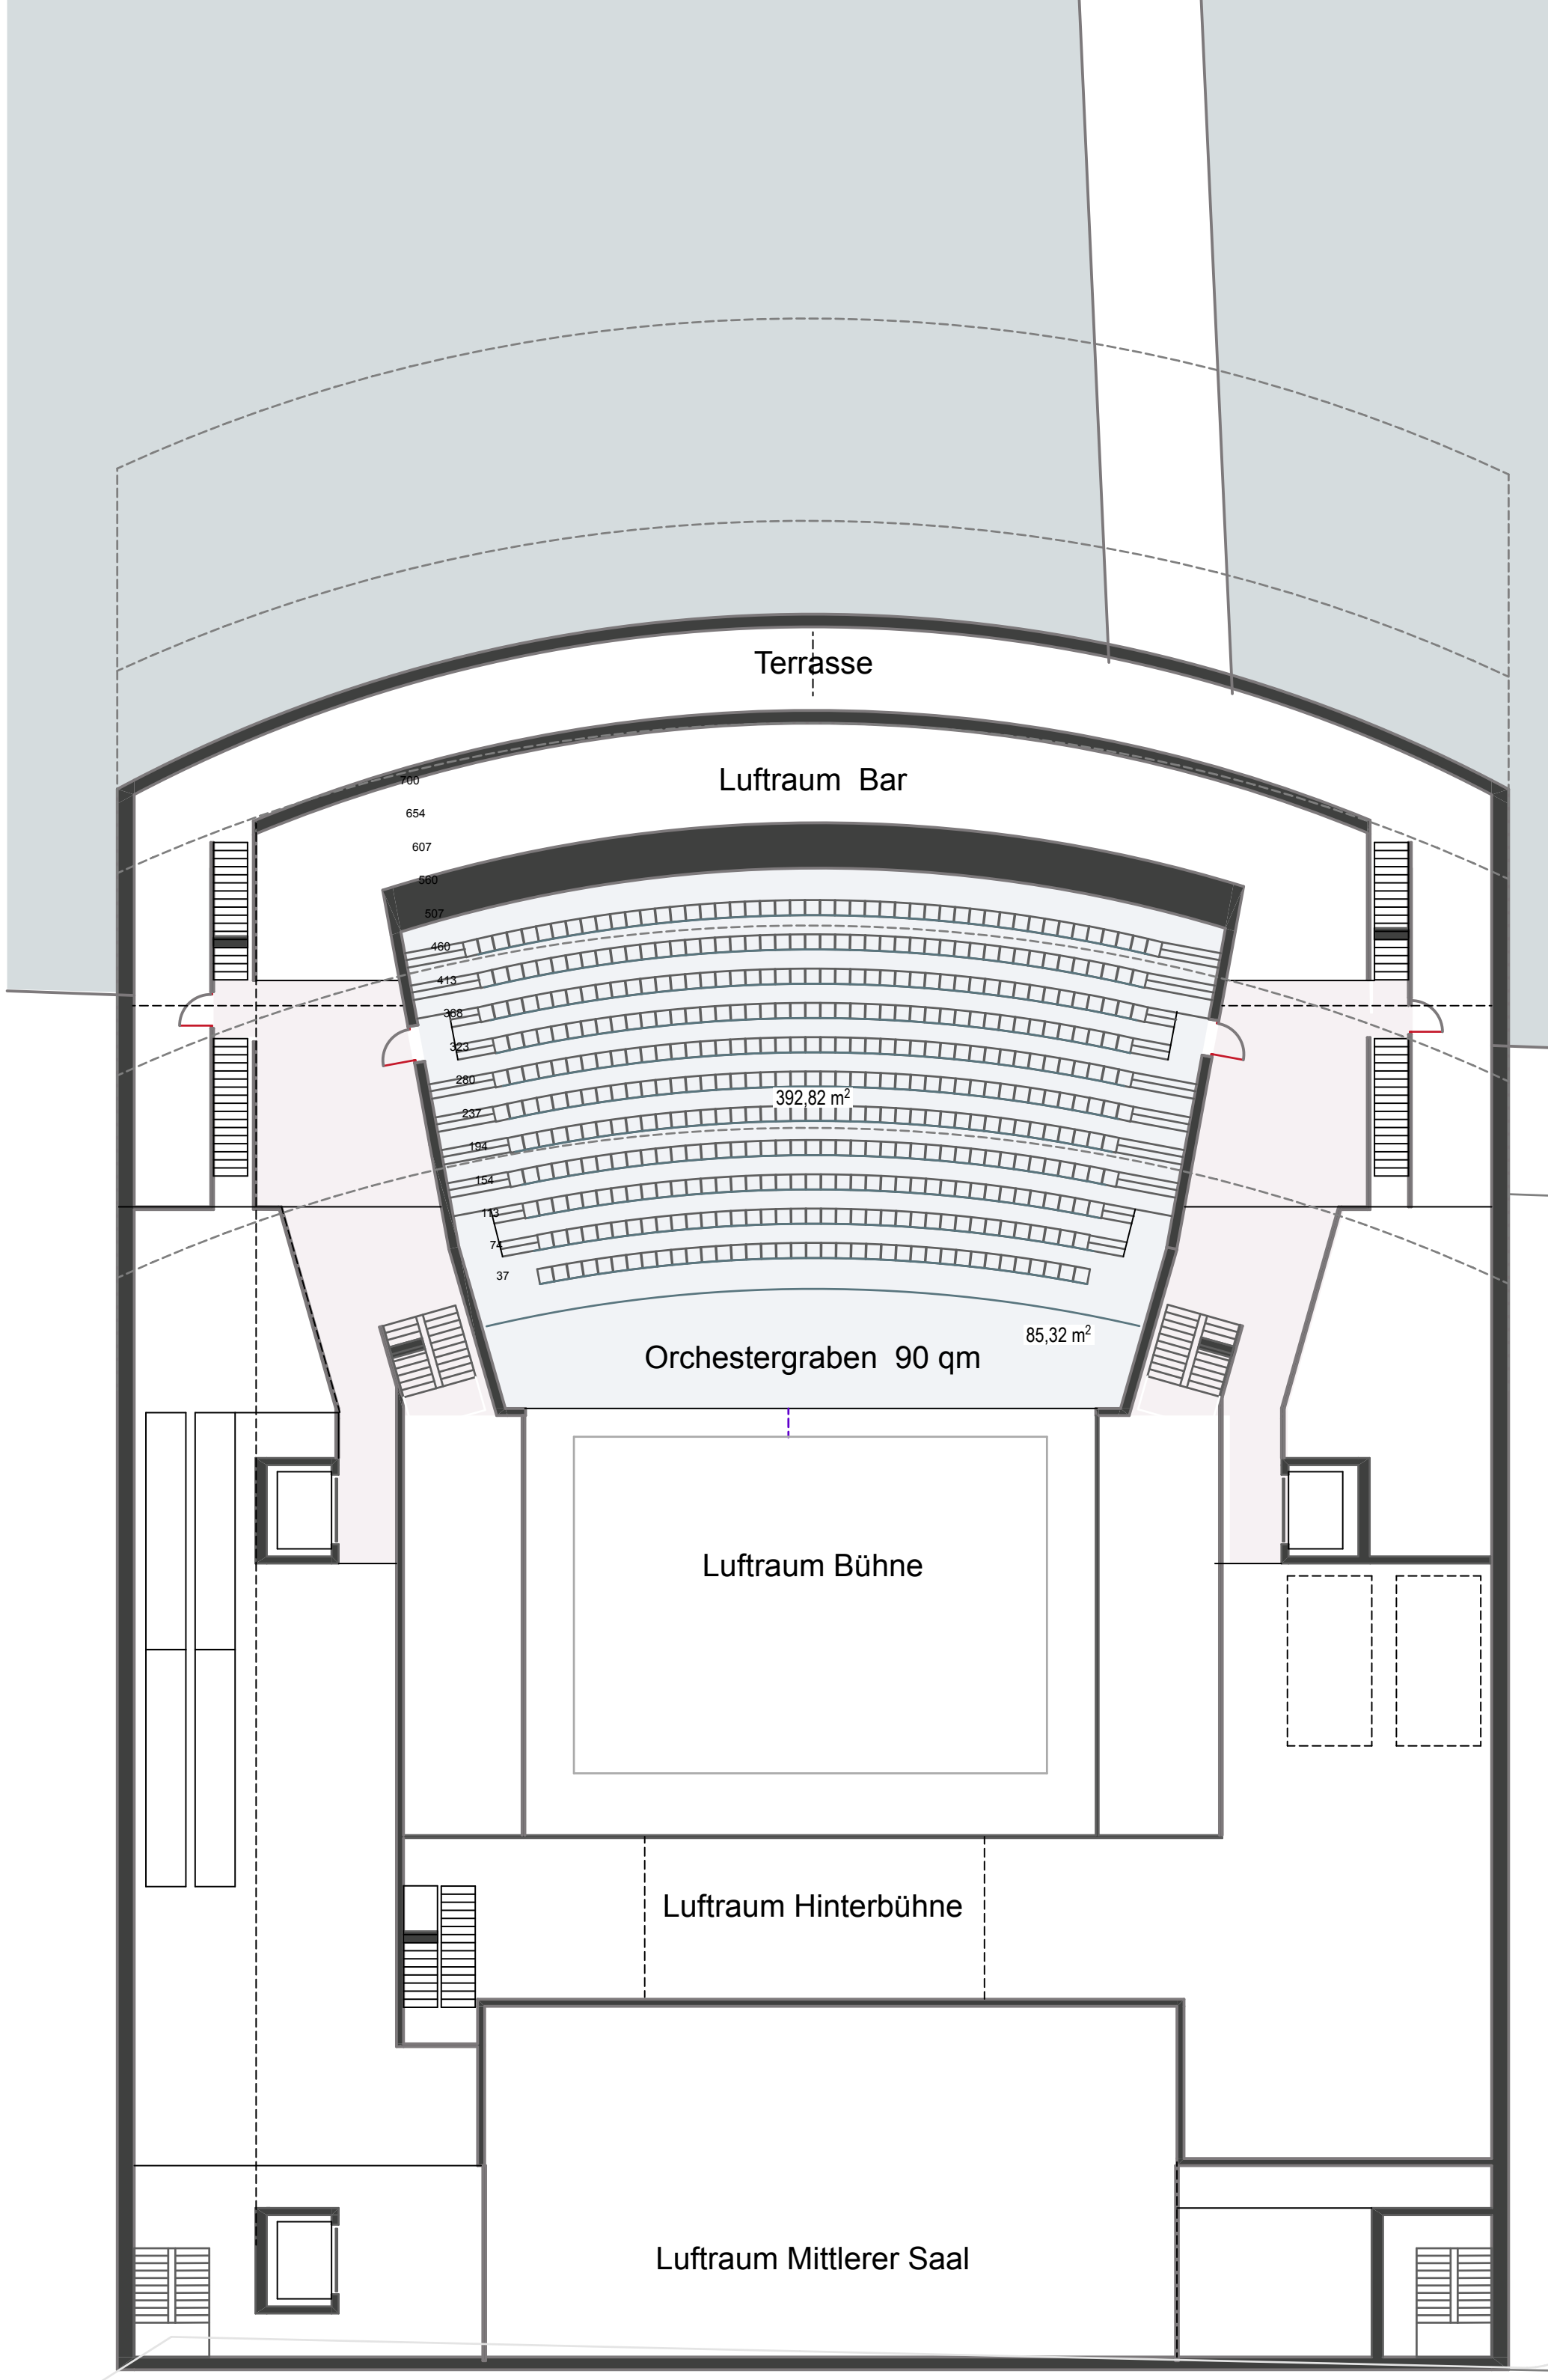 Terrasse
Luftraum Bar
700
654
607
560
507
460
413
368
323
280
237
392,82 m²
194
154
113
74
37
85,32 m²
Orchestergraben 90 qm
Luftraum Bühne
Luftraum Hinterbühne
Luftraum Mittlerer Saal